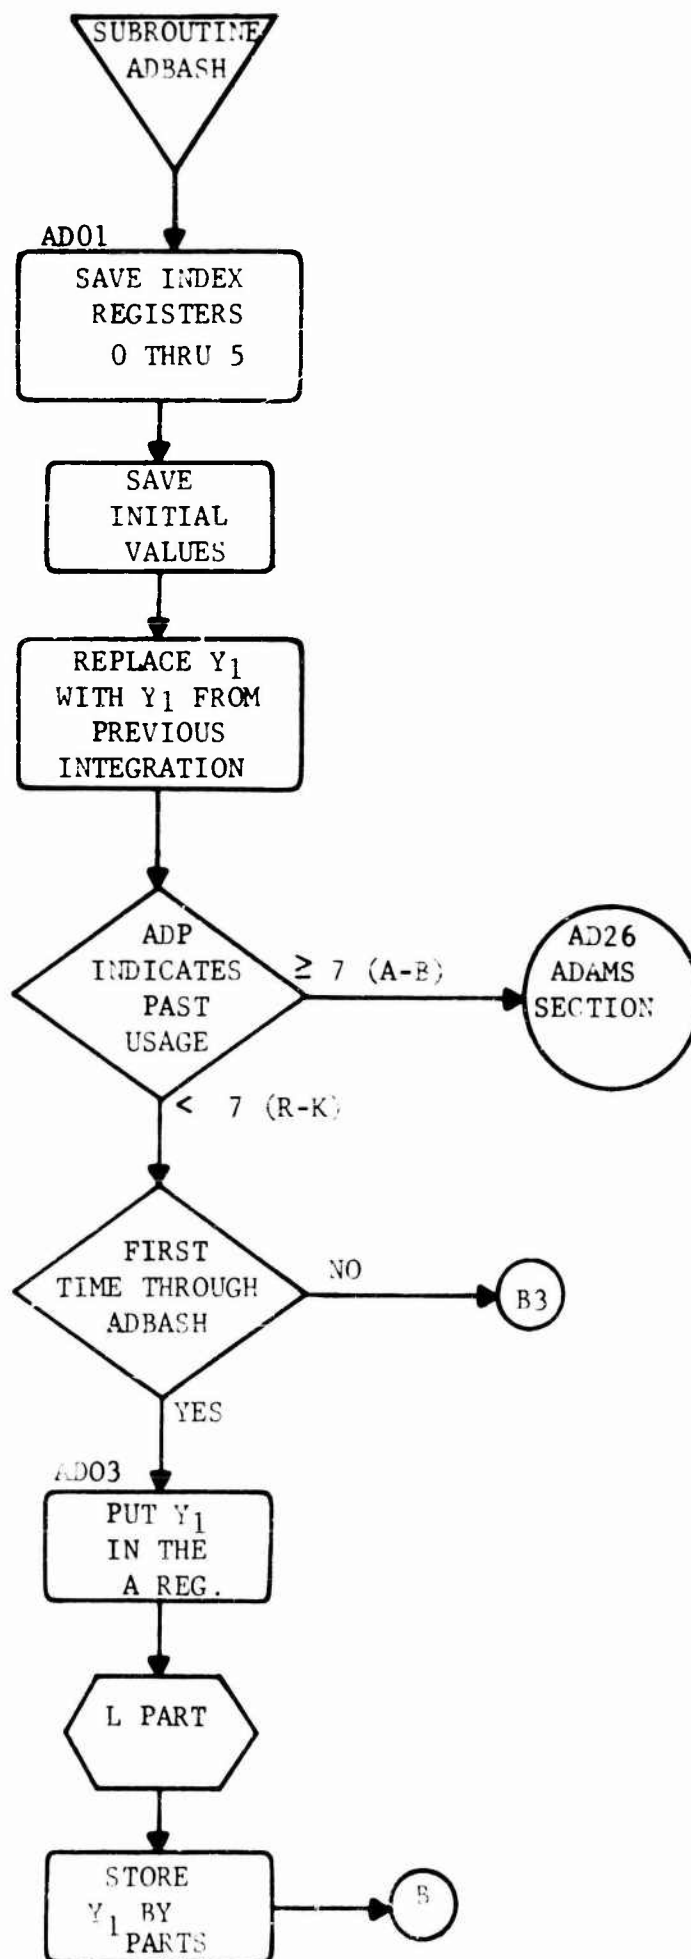 SUBROUTINE
ADBASH
AD01
SAVE INDEX
REGISTERS
0 THRU 5
SAVE
INITIAL
VALUES
REPLACE Y1
WITH Y1 FROM
PREVIOUS
INTEGRATION
ADP
INDICATES
PAST
USAGE
≥ 7 (A-B)
AD26
ADAMS
SECTION
< 7 (R-K)
FIRST
TIME THROUGH
ADBASH
NO
B3
YES
AD03
PUT Y1
IN THE
A REG.
L PART
STORE
Y1 BY
PARTS
B